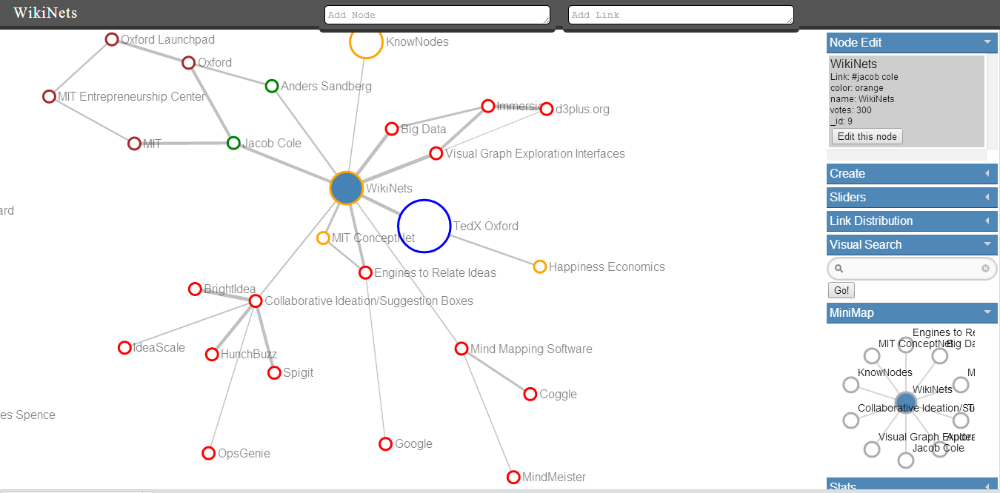 WikiNets
Add Node
Add Link
Oxford Launchpad
KnowNodes
Oxford
Anders Sandberg
MIT Entrepreneurship Center
d3plus.org
Big Data
MIT
Jacob Cole
Visual Graph Exploration Interfaces
WikiNets
ard
TedX Oxford
MIT ConceptNet
Happiness Economics
Engines to Relate Ideas
BrightIdea
Collaborative Ideation/Suggestion Boxes
IdeaScale
HunchBuzz
Mind Mapping Software
Spigit
Coggle
es Spence
Google
OpsGenie
MindMeister
Node Edit
WikiNets
Link: #jacob cole
color: orange
name: WikiNets
votes: 300
_id: 9
Edit this node
Create
Sliders
Link Distribution
Visual Search
Go!
MiniMap
Engines to Re
MIT ConceptNet
Big Da
KnowNodes
M
WikiNets
Collaborative Ideation/Su
Visual Graph Explora
Jacob Cole
Stats